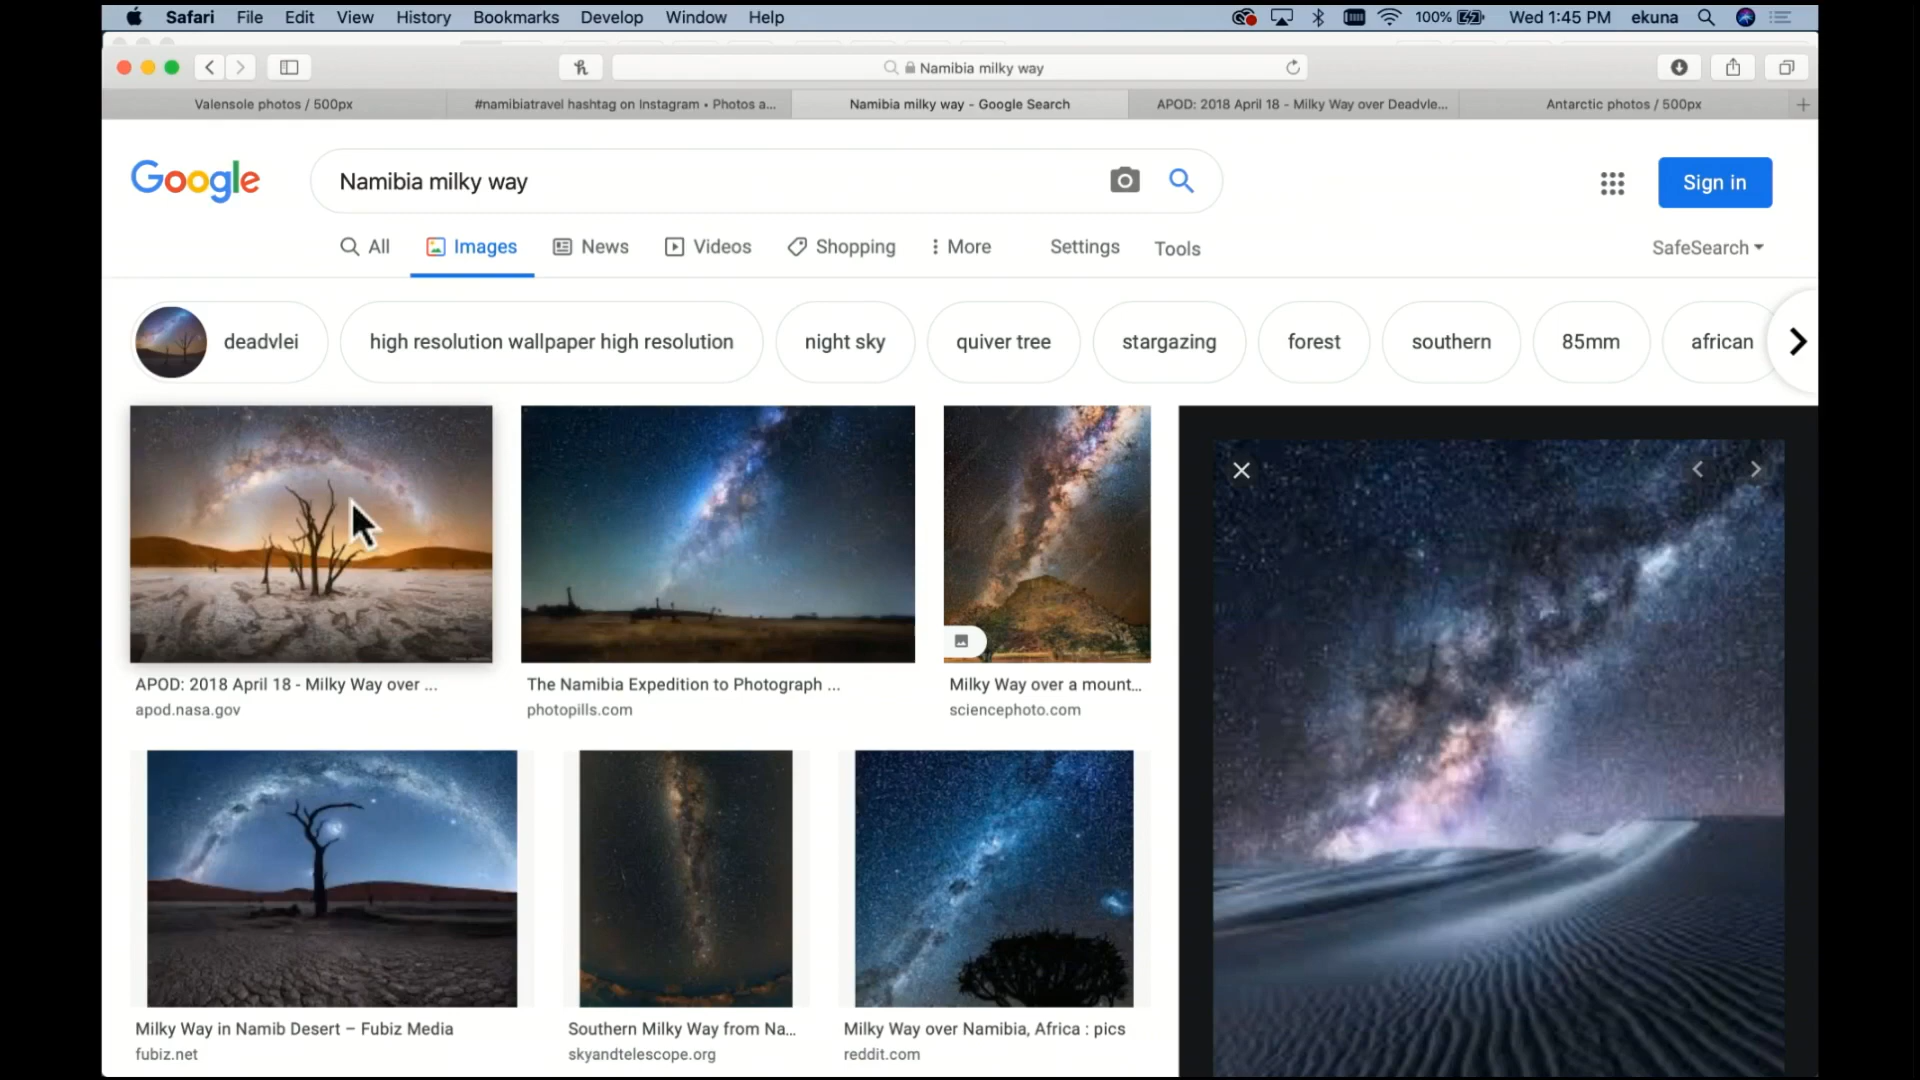 Safari File Edit View History Bookmarks Develop Window Help 100% Wed 1:45 PM ekuna
Namibia milky way
Valensole photos / 500px #namibiatravel hashtag on Instagram • Photos a... Namibia milky way - Google Search APOD: 2018 April 18 - Milky Way over Deadvle... Antarctic photos / 500px
Google Namibia milky way Sign in
All Images News Videos Shopping More Settings Tools SafeSearch
deadvlei high resolution wallpaper high resolution night sky quiver tree stargazing forest southern 85mm african
APOD: 2018 April 18 - Milky Way over ... The Namibia Expedition to Photograph ... Milky Way over a mount...
apod.nasa.gov photopills.com sciencephoto.com
Milky Way in Namib Desert – Fubiz Media Southern Milky Way from Na... Milky Way over Namibia, Africa : pics
fubiz.net skyandtelescope.org reddit.com